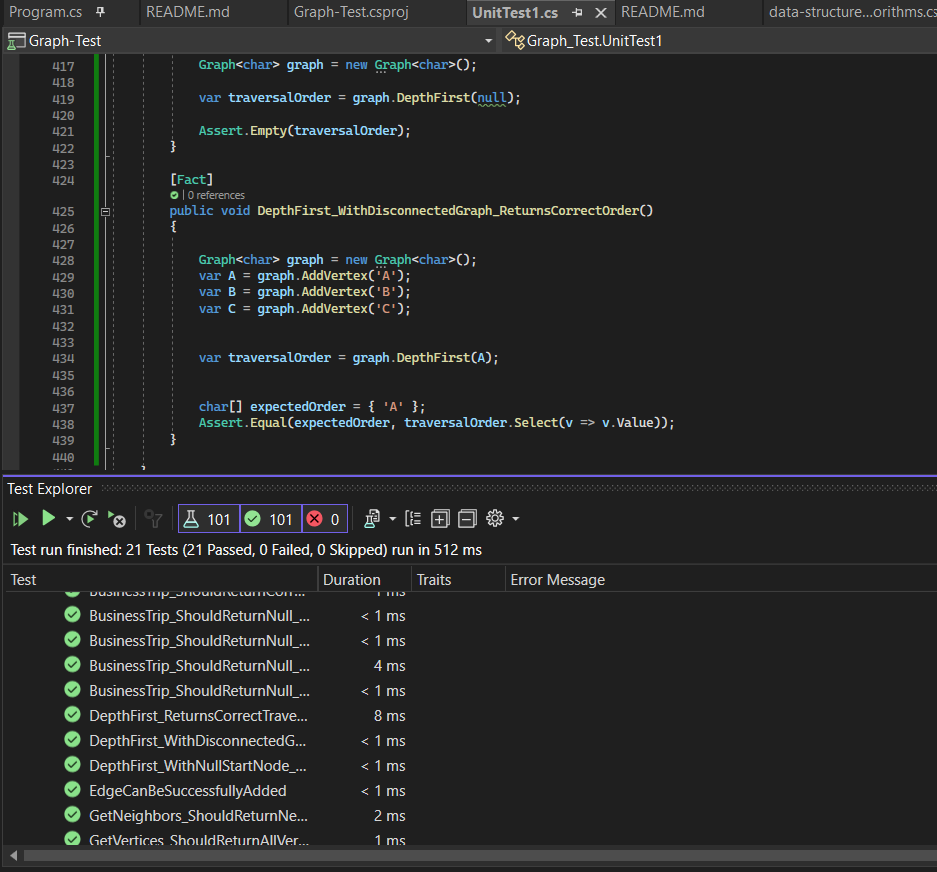 Program.cs README.md Graph-Test.csproj UnitTest1.cs README.md data-structure...orithms.cs
Graph-Test Graph_Test.UnitTest1
417 Graph<char> graph = new Graph<char>();
418
419 var traversalOrder = graph.DepthFirst(null);
420
421 Assert.Empty(traversalOrder);
422 }
423
424 [Fact]
0 references
425 public void DepthFirst_WithDisconnectedGraph_ReturnsCorrectOrder()
426 {
427
428 Graph<char> graph = new Graph<char>();
429 var A = graph.AddVertex('A');
430 var B = graph.AddVertex('B');
431 var C = graph.AddVertex('C');
432
433
434 var traversalOrder = graph.DepthFirst(A);
435
436
437 char[] expectedOrder = { 'A' };
438 Assert.Equal(expectedOrder, traversalOrder.Select(v => v.Value));
439 }
440
Test Explorer
101 101 0
Test run finished: 21 Tests (21 Passed, 0 Failed, 0 Skipped) run in 512 ms
Test Duration Traits Error Message
BusinessTrip_ShouldReturnCorr... 1 ms
BusinessTrip_ShouldReturnNull_... < 1 ms
BusinessTrip_ShouldReturnNull_... < 1 ms
BusinessTrip_ShouldReturnNull_... 4 ms
BusinessTrip_ShouldReturnNull_... < 1 ms
DepthFirst_ReturnsCorrectTrave... 8 ms
DepthFirst_WithDisconnectedG... < 1 ms
DepthFirst_WithNullStartNode_... < 1 ms
EdgeCanBeSuccessfullyAdded < 1 ms
GetNeighbors_ShouldReturnNe... 2 ms
GetVertices_ShouldReturnAllVer... 1 ms